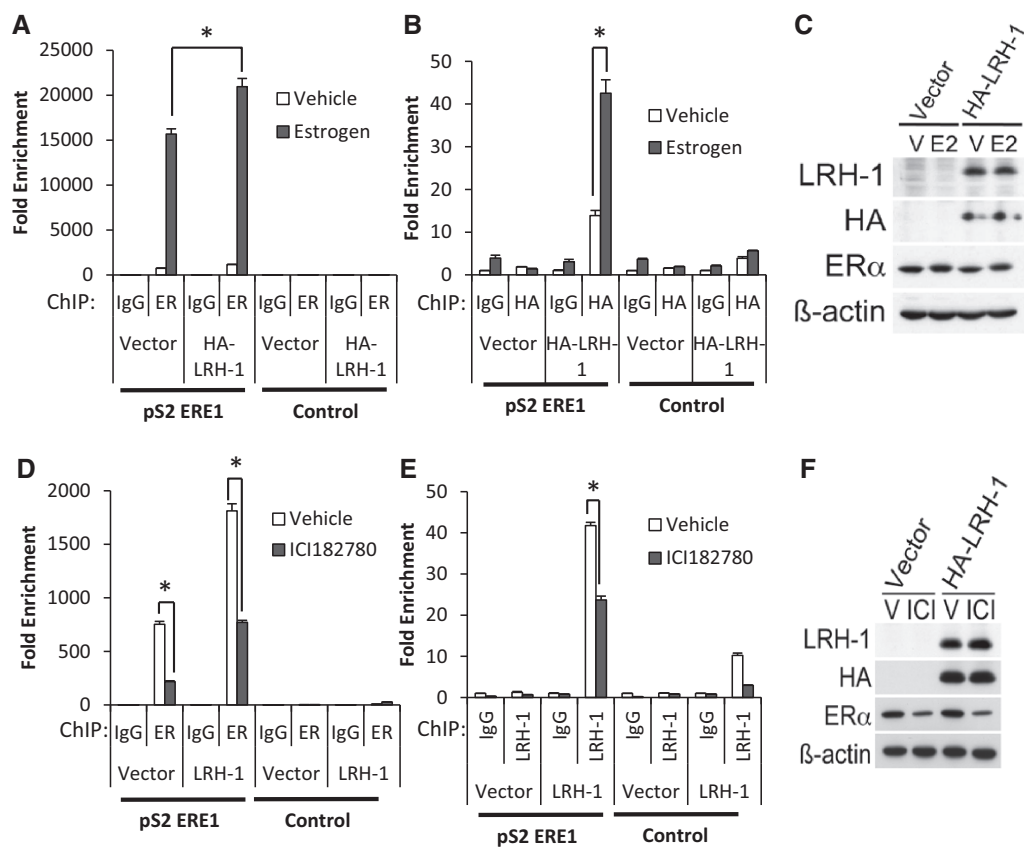 A
25000
20000
15000
10000
5000
0
Fold Enrichment
*
Vehicle
Estrogen
ChIP: IgG ER IgG ER IgG ER IgG ER
Vector HA- Vector HA-
LRH-1 LRH-1
pS2 ERE1 Control
B
50
40
30
20
10
0
Fold Enrichment
*
Vehicle
Estrogen
ChIP: IgG HA IgG HA IgG HA IgG HA
Vector HA-LRH- Vector HA-LRH-
1 1
pS2 ERE1 Control
C
Vector HA-LRH-1
V E2 V E2
LRH-1
HA
ERα
ß-actin
D
2000
1500
1000
500
0
Fold Enrichment
* *
Vehicle
ICI182780
ChIP: IgG ER IgG ER IgG ER IgG ER
Vector LRH-1 Vector LRH-1
pS2 ERE1 Control
E
50
40
30
20
10
0
Fold Enrichment
*
Vehicle
ICI182780
ChIP: IgG LRH-1 IgG LRH-1 IgG LRH-1 IgG LRH-1
Vector LRH-1 Vector LRH-1
pS2 ERE1 Control
F
Vector HA-LRH-1
V ICI V ICI
LRH-1
HA
ERα
ß-actin